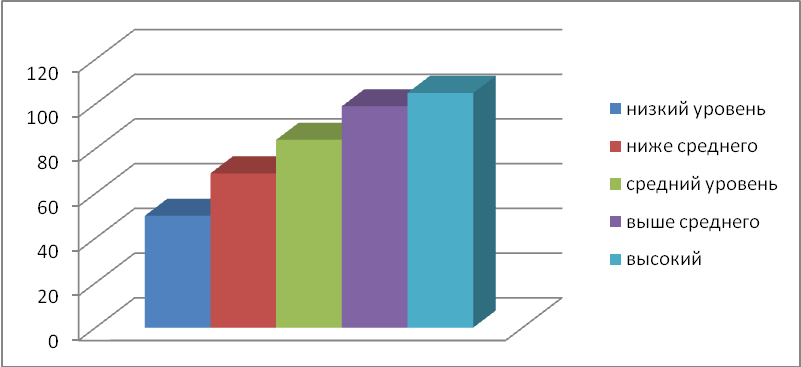 120
100
80
60
40
20
0
низкий уровень
ниже среднего
средний уровень
выше среднего
высокий